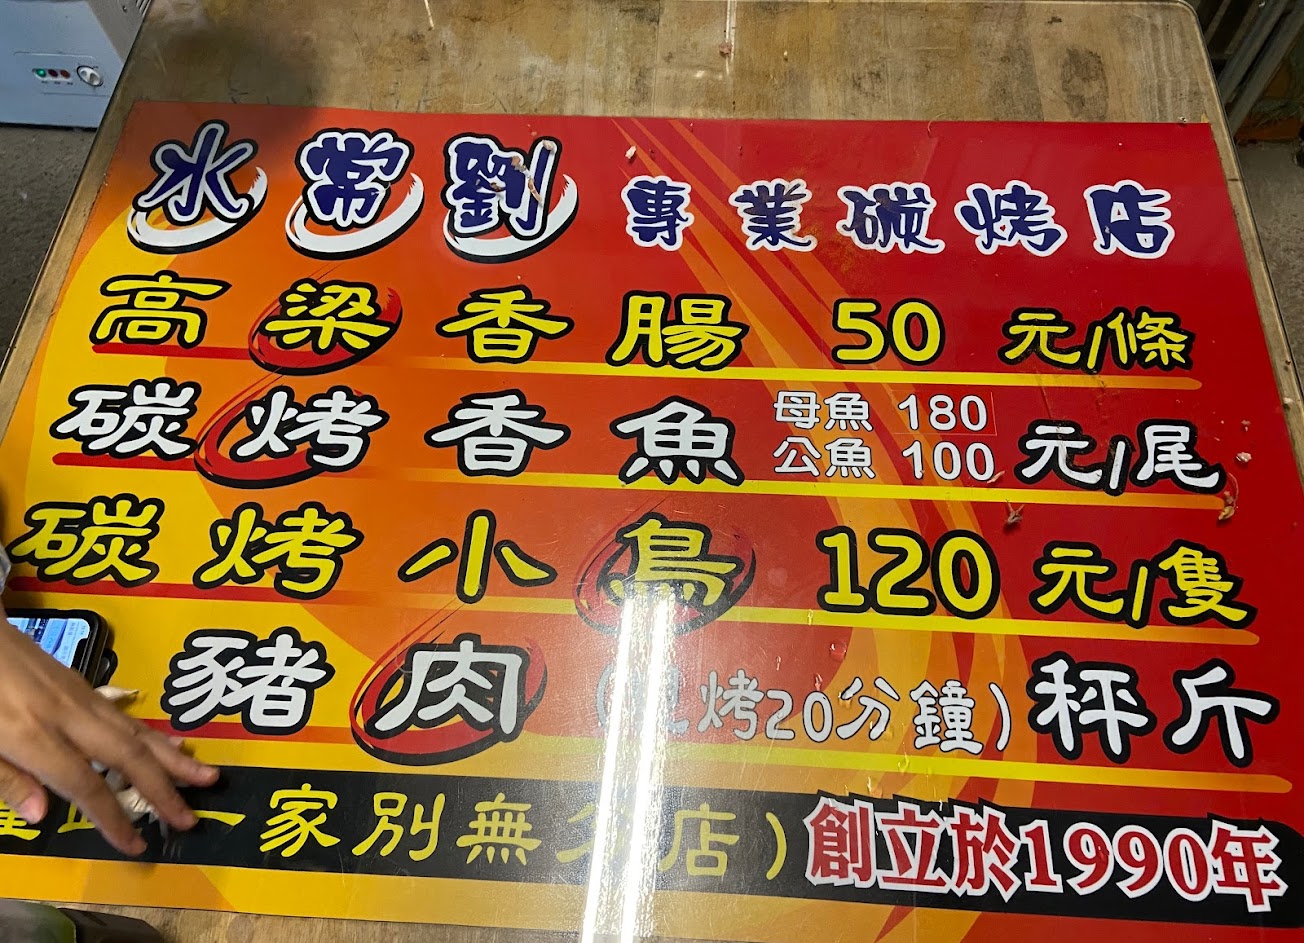 水常劉 專業碳烤店
高梁香腸 50 元/條
碳烤香魚 母魚 180 公魚 100 元/尾
碳烤小鳥 120 元/隻
豬肉 (烤20分鐘) 秤斤
一家別無店) 創立於1990年